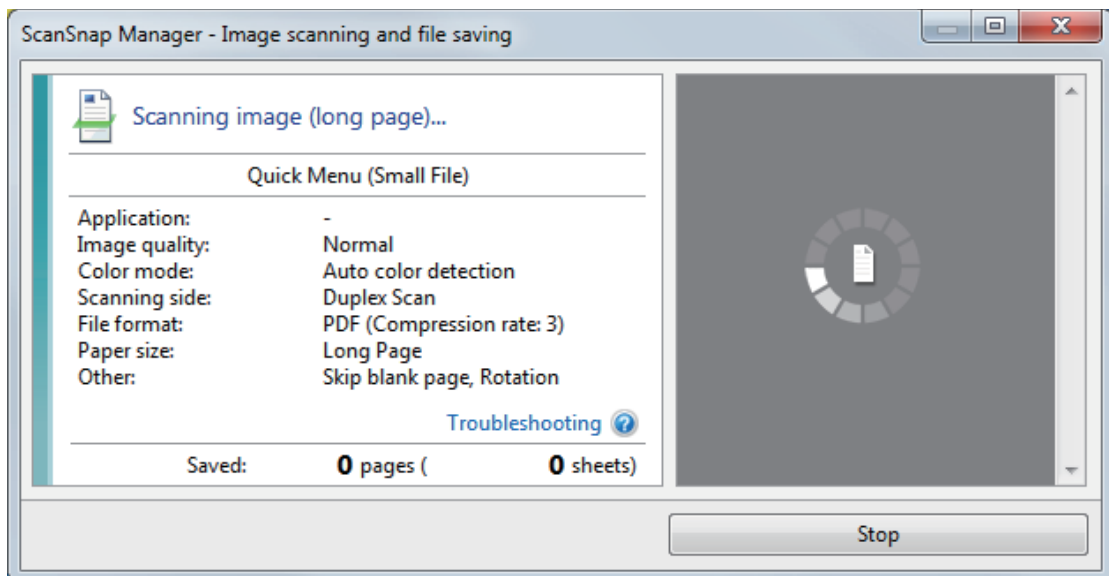 ScanSnap Manager - Image scanning and file saving
Scanning image (long page)...
Quick Menu (Small File)
Application: -
Image quality: Normal
Color mode: Auto color detection
Scanning side: Duplex Scan
File format: PDF (Compression rate: 3)
Paper size: Long Page
Other: Skip blank page, Rotation
Troubleshooting ?
Saved: 0 pages ( 0 sheets)
Stop